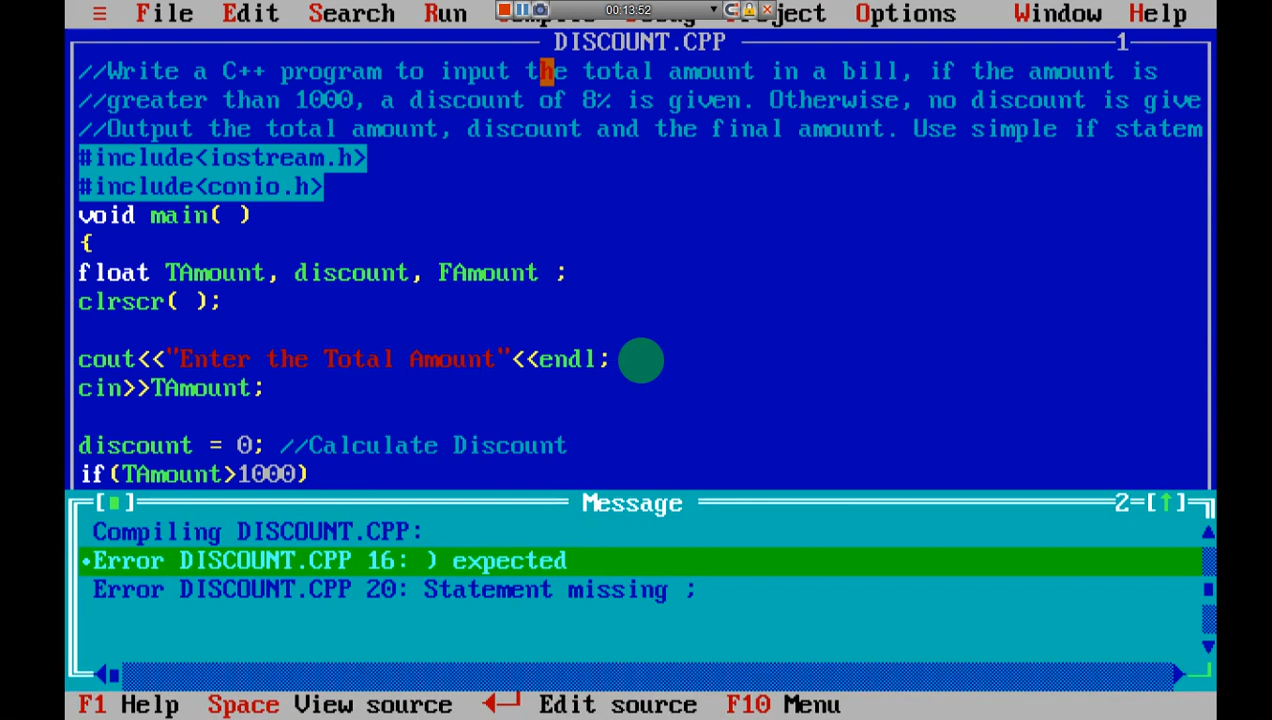 ≡ File Edit Search Run Compile Debug Project Options Window Help
00:13:52
DISCOUNT.CPP 1
//Write a C++ program to input the total amount in a bill, if the amount is
//greater than 1000, a discount of 8% is given. Otherwise, no discount is give
//Output the total amount, discount and the final amount. Use simple if statem
#include<iostream.h>
#include<conio.h>
void main( )
{
float TAmount, discount, FAmount ;
clrscr( );
cout<<"Enter the Total Amount"<<endl;
cin>>TAmount;
discount = 0; //Calculate Discount
if(TAmount>1000)
[■] Message 2=[↑]
Compiling DISCOUNT.CPP:
•Error DISCOUNT.CPP 16: ) expected
Error DISCOUNT.CPP 20: Statement missing ;
F1 Help Space View source ◄─┘ Edit source F10 Menu